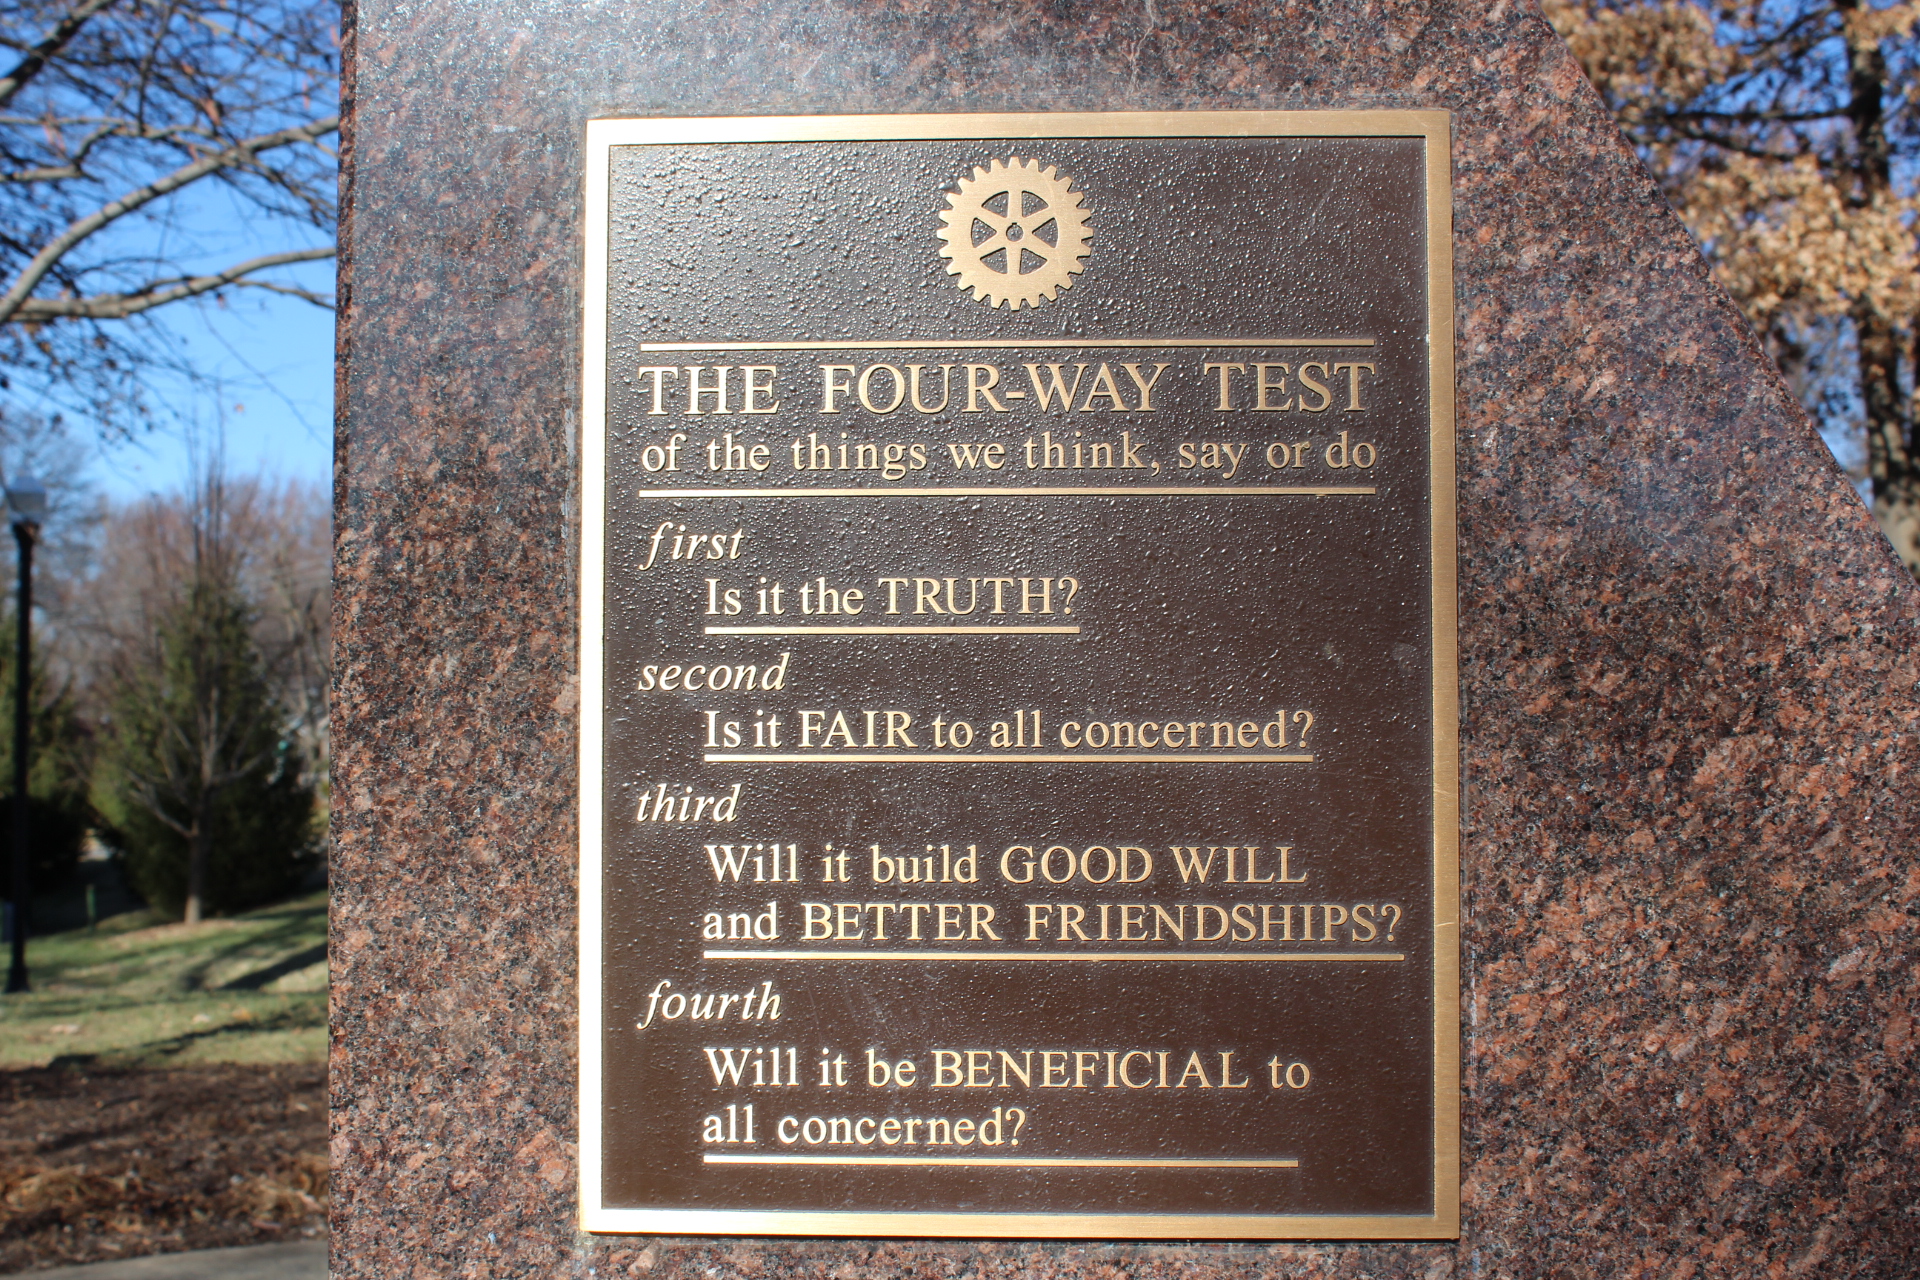 THE FOUR-WAY TEST
of the things we think, say or do
first
Is it the TRUTH?
second
Is it FAIR to all concerned?
third
Will it build GOOD WILL
and BETTER FRIENDSHIPS?
fourth
Will it be BENEFICIAL to
all concerned?